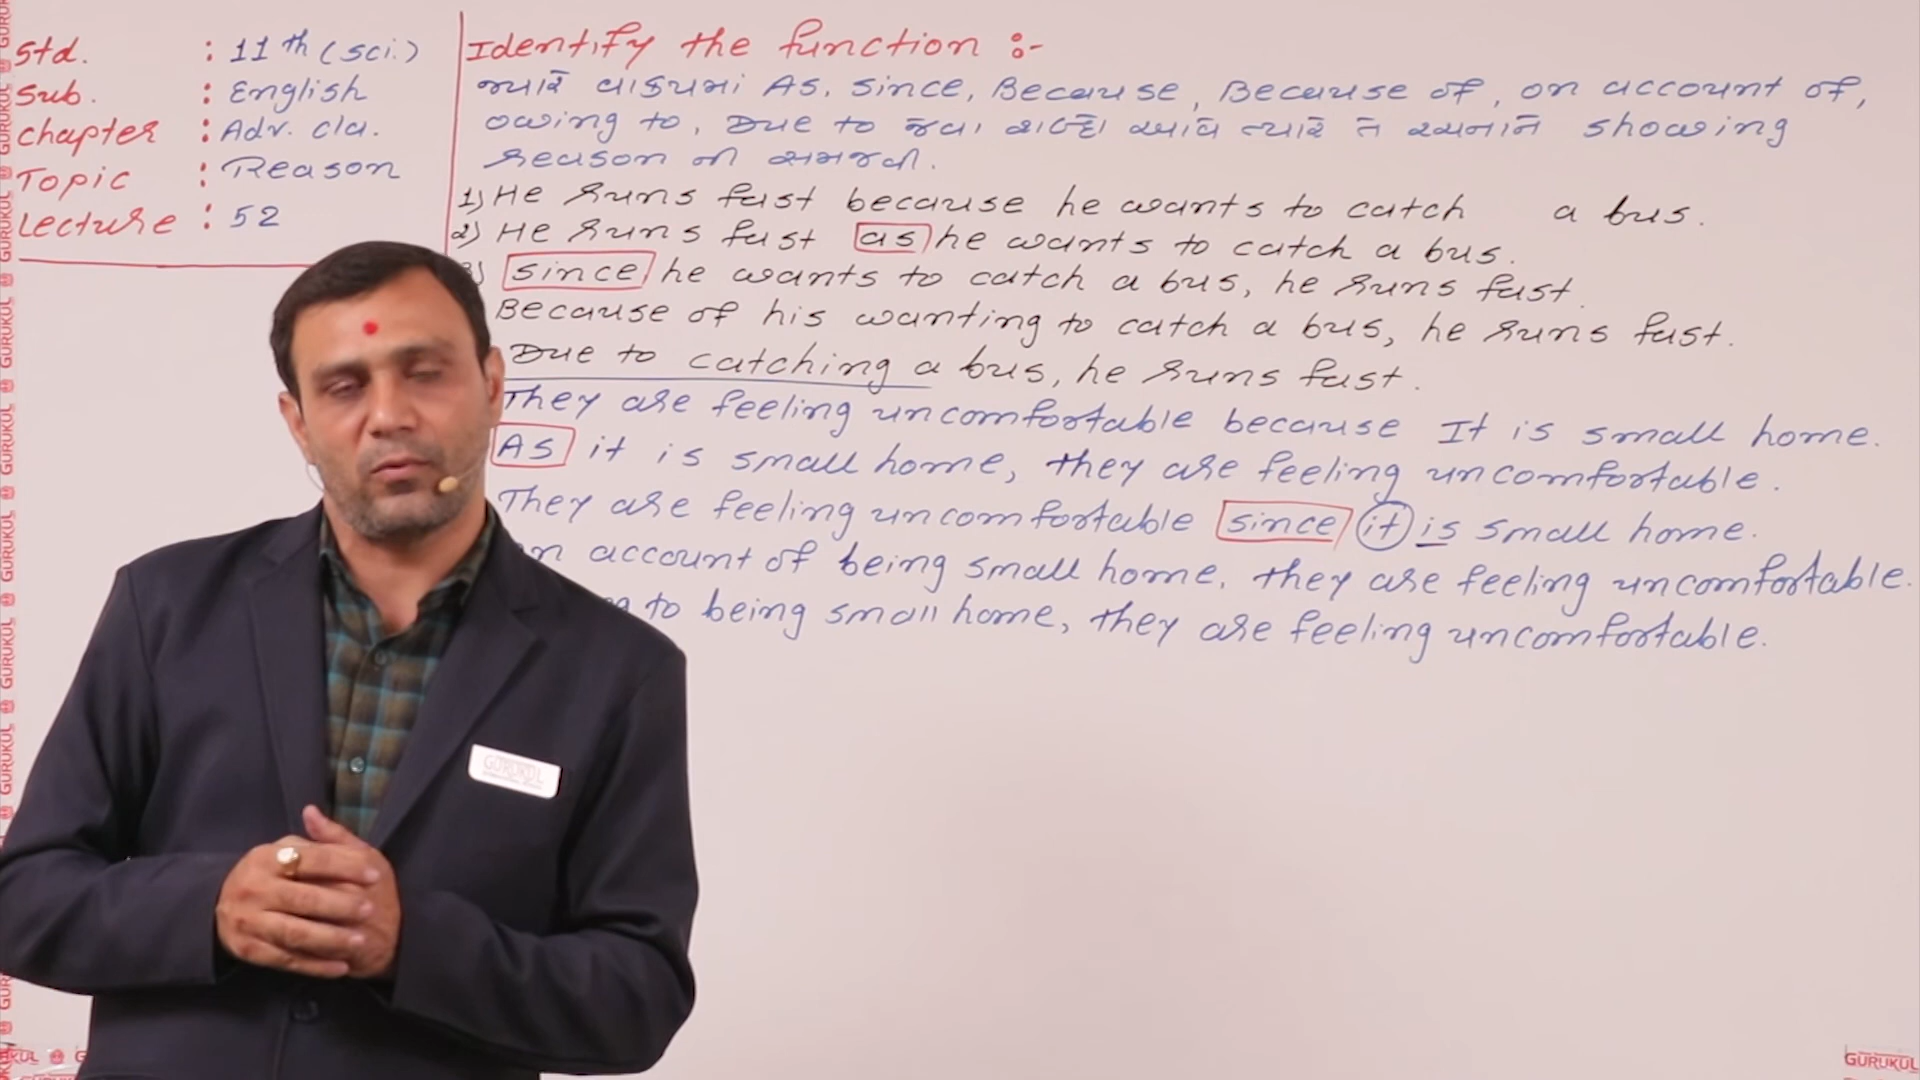 Std. : 11th (sci.)
Sub. : English
chapter : Adv. cla.
Topic : Reason
Lecture : 52
Identify the function :-
જ્યારે વાક્યમાં As, since, Because, Because of, on account of,
owing to, Due to જેવા શબ્દો આવે ત્યારે તે રચનાને showing
reason ની સમજવી.
1) He runs fast because he wants to catch a bus.
2) He runs fast as he wants to catch a bus.
3) since he wants to catch a bus, he runs fast.
Because of his wanting to catch a bus, he runs fast.
Due to catching a bus, he runs fast.
They are feeling uncomfortable because It is small home.
As it is small home, they are feeling uncomfortable.
They are feeling uncomfortable since it is small home.
n account of being small home, they are feeling uncomfortable.
ng to being small home, they are feeling uncomfortable.
GURUKUL
GURUKUL